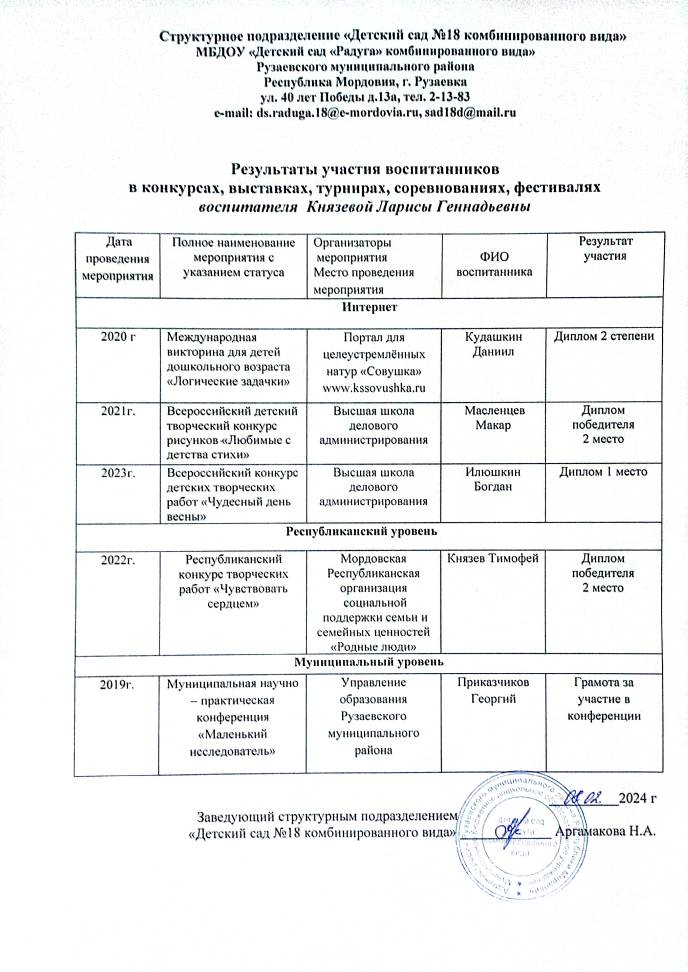 Структурное подразделение «Детский сад №18 комбинированного вида»
МБДОУ «Детский сад «Радуга» комбинированного вида»
Рузаевского муниципального района
Республика Мордовия, г. Рузаевка
ул. 40 лет Победы д.13а, тел. 2-13-83
e-mail: ds.raduga.18@e-mordovia.ru, sad18d@mail.ru
Результаты участия воспитанников
в конкурсах, выставках, турнирах, соревнованиях, фестивалях
воспитателя Князевой Ларисы Геннадьевны
Дата
проведения
мероприятия
Полное наименование
мероприятия с
указанием статуса
Организаторы
мероприятия
Место проведения
мероприятия
ФИО
воспитанника
Результат
участия
Интернет
2020 г
Международная
викторина для детей
дошкольного возраста
«Логические задачки»
Портал для
целеустремлённых
натур «Совушка»
www.kssovushka.ru
Кудашкин
Даниил
Диплом 2 степени
2021г.
Всероссийский детский
творческий конкурс
рисунков «Любимые с
детства стихи»
Высшая школа
делового
администрирования
Масленцев
Макар
Диплом
победителя
2 место
2023г.
Всероссийский конкурс
детских творческих
работ «Чудесный день
весны»
Высшая школа
делового
администрирования
Илюшкин
Богдан
Диплом 1 место
Республиканский уровень
2022г.
Республиканский
конкурс творческих
работ «Чувствовать
сердцем»
Мордовская
Республиканская
организация
социальной
поддержки семьи и
семейных ценностей
«Родные люди»
Князев Тимофей
Диплом
победителя
2 место
Муниципальный уровень
2019г.
Муниципальная научно
– практическая
конференция
«Маленький
исследователь»
Управление
образования
Рузаевского
муниципального
района
Приказчиков
Георгий
Грамота за
участие в
конференции
08.02. 2024 г
Заведующий структурным подразделением
«Детский сад №18 комбинированного вида» Аргамакова Н.А.